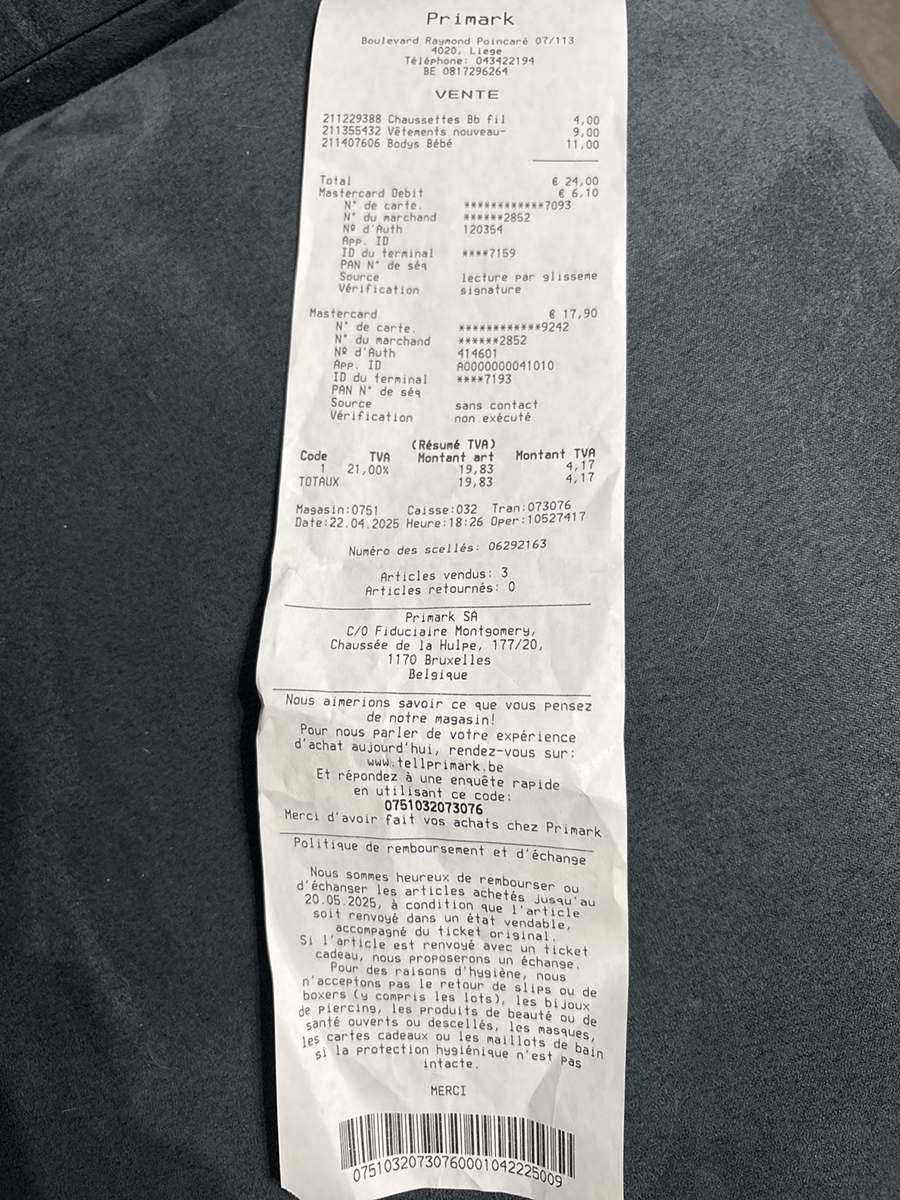 Primark
Boulevard Raymond Poincaré 07/113
4020, Liege
Téléphone: 043422194
BE 0817296264
VENTE
211229388 Chaussettes Bb fil 4,00
211355432 Vêtements nouveau- 9,00
211407606 Bodys Bébé 11,00
Total € 24,00
Mastercard Debit € 6,10
N° de carte. ************7093
N° du marchand ******2852
Nº d'Auth 120354
App. ID
ID du terminal ****7159
PAN N° de séq
Source lecture par glisseme
Vérification signature
Mastercard € 17,90
N° de carte. ************9242
N° du marchand ******2852
Nº d'Auth 414601
App. ID A0000000041010
ID du terminal ****7193
PAN N° de séq
Source sans contact
Vérification non exécuté
(Résumé TVA)
Code TVA Montant art Montant TVA
1 21,00% 19,83 4,17
TOTAUX 19,83 4,17
Magasin:0751 Caisse:032 Tran:073076
Date:22.04.2025 Heure:18:26 Oper:10527417
Numéro des scellés: 06292163
Articles vendus: 3
Articles retournés: 0
Primark SA
C/O Fiduciaire Montgomery,
Chaussée de la Hulpe, 177/20,
1170 Bruxelles
Belgique
Nous aimerions savoir ce que vous pensez
de notre magasin!
Pour nous parler de votre expérience
d'achat aujourd'hui, rendez-vous sur:
www.tellprimark.be
Et répondez à une enquête rapide
en utilisant ce code:
0751032073076
Merci d'avoir fait vos achats chez Primark
Politique de remboursement et d'échange
Nous sommes heureux de rembourser ou
d'échanger les articles achetés jusqu'au
20.05.2025, à condition que l'article
soit renvoyé dans un état vendable,
accompagné du ticket original.
Si l'article est renvoyé avec un ticket
cadeau, nous proposerons un échange.
Pour des raisons d'hygiène, nous
n'acceptons pas le retour de slips ou de
boxers (y compris les lots), les bijoux
de piercing, les produits de beauté ou de
santé ouverts ou descellés, les masques,
les cartes cadeaux ou les maillots de bain
si la protection hygiénique n'est pas
intacte.
MERCI
07510320730760001042225009